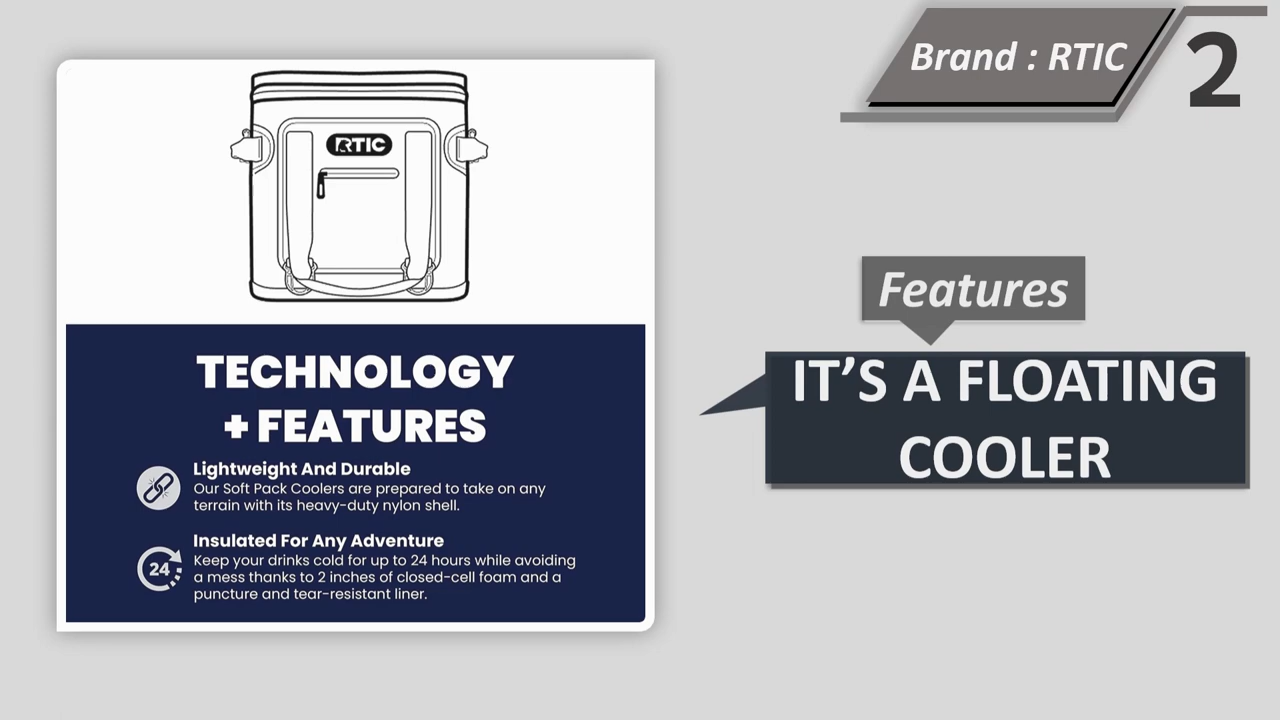 Brand : RTIC
2
RTIC
TECHNOLOGY
+ FEATURES
Lightweight And Durable
Our Soft Pack Coolers are prepared to take on any
terrain with its heavy-duty nylon shell.
24
Insulated For Any Adventure
Keep your drinks cold for up to 24 hours while avoiding
a mess thanks to 2 inches of closed-cell foam and a
puncture and tear-resistant liner.
Features
IT’S A FLOATING
COOLER